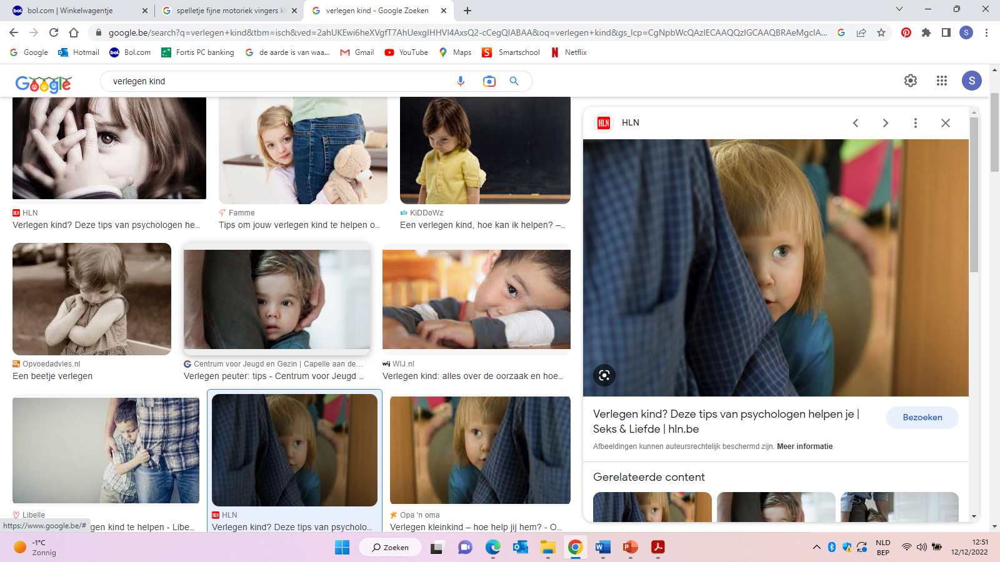 bol.com | Winkelwagentje
spelletje fijne motoriek vingers kl
verlegen kind - Google Zoeken
google.be/search?q=verlegen+kind&tbm=isch&ved=2ahUKEwi6heXVgfT7AhUexgIHHVI4AxsQ2-cCegQIABAA&oq=verlegen+kind&gs_lcp=CgNpbWcQAzIECAAQQzIGCAAQBRAeMgcIA...
S
Google
Hotmail
Bol.com
Fortis PC banking
de aarde is van waa...
Gmail
YouTube
Maps
Smartschool
Netflix
Google
verlegen kind
S
HLN
HLN
HLN
Verlegen kind? Deze tips van psychologen he...
Famme
Tips om jouw verlegen kind te helpen o...
KiDDoWz
Een verlegen kind, hoe kan ik helpen? –...
Opvoedadvies.nl
Een beetje verlegen
Centrum voor Jeugd en Gezin | Capelle aan de...
Verlegen peuter: tips - Centrum voor Jeugd ...
wij WIJ.nl
Verlegen kind: alles over de oorzaak en hoe...
Verlegen kind? Deze tips van psychologen helpen je |
Seks & Liefde | hln.be
Bezoeken
Afbeeldingen kunnen auteursrechtelijk beschermd zijn. Meer informatie
Gerelateerde content
Libelle
gen kind te helpen - Libe...
HLN
Verlegen kind? Deze tips van psycholo...
Opa 'n oma
Verlegen kleinkind – hoe help jij hem? - O...
https://www.google.be/#
-1°C
Zonnig
Zoeken
NLD
BEP
12:51
12/12/2022